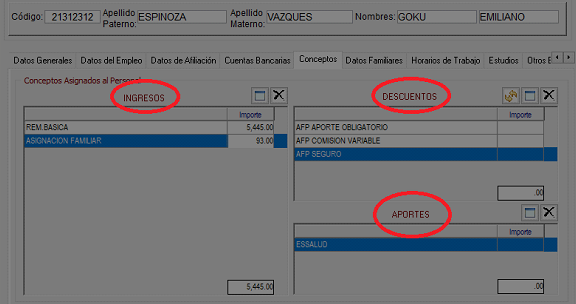 Código: 21312312 Apellido Paterno: ESPINOZA Apellido Materno: VAZQUES Nombres: GOKU EMILIANO
Datos Generales Datos del Empleo Datos de Afiliación Cuentas Bancarias Conceptos Datos Familiares Horarios de Trabajo Estudios Otros E
Conceptos Asignados al Personal
INGRESOS
Importe
REM.BASICA 5,445.00
ASIGNACION FAMILIAR 93.00
5,445.00
DESCUENTOS
Importe
AFP APORTE OBLIGATORIO
AFP COMISION VARIABLE
AFP SEGURO
.00
APORTES
Importe
ESSALUD
.00